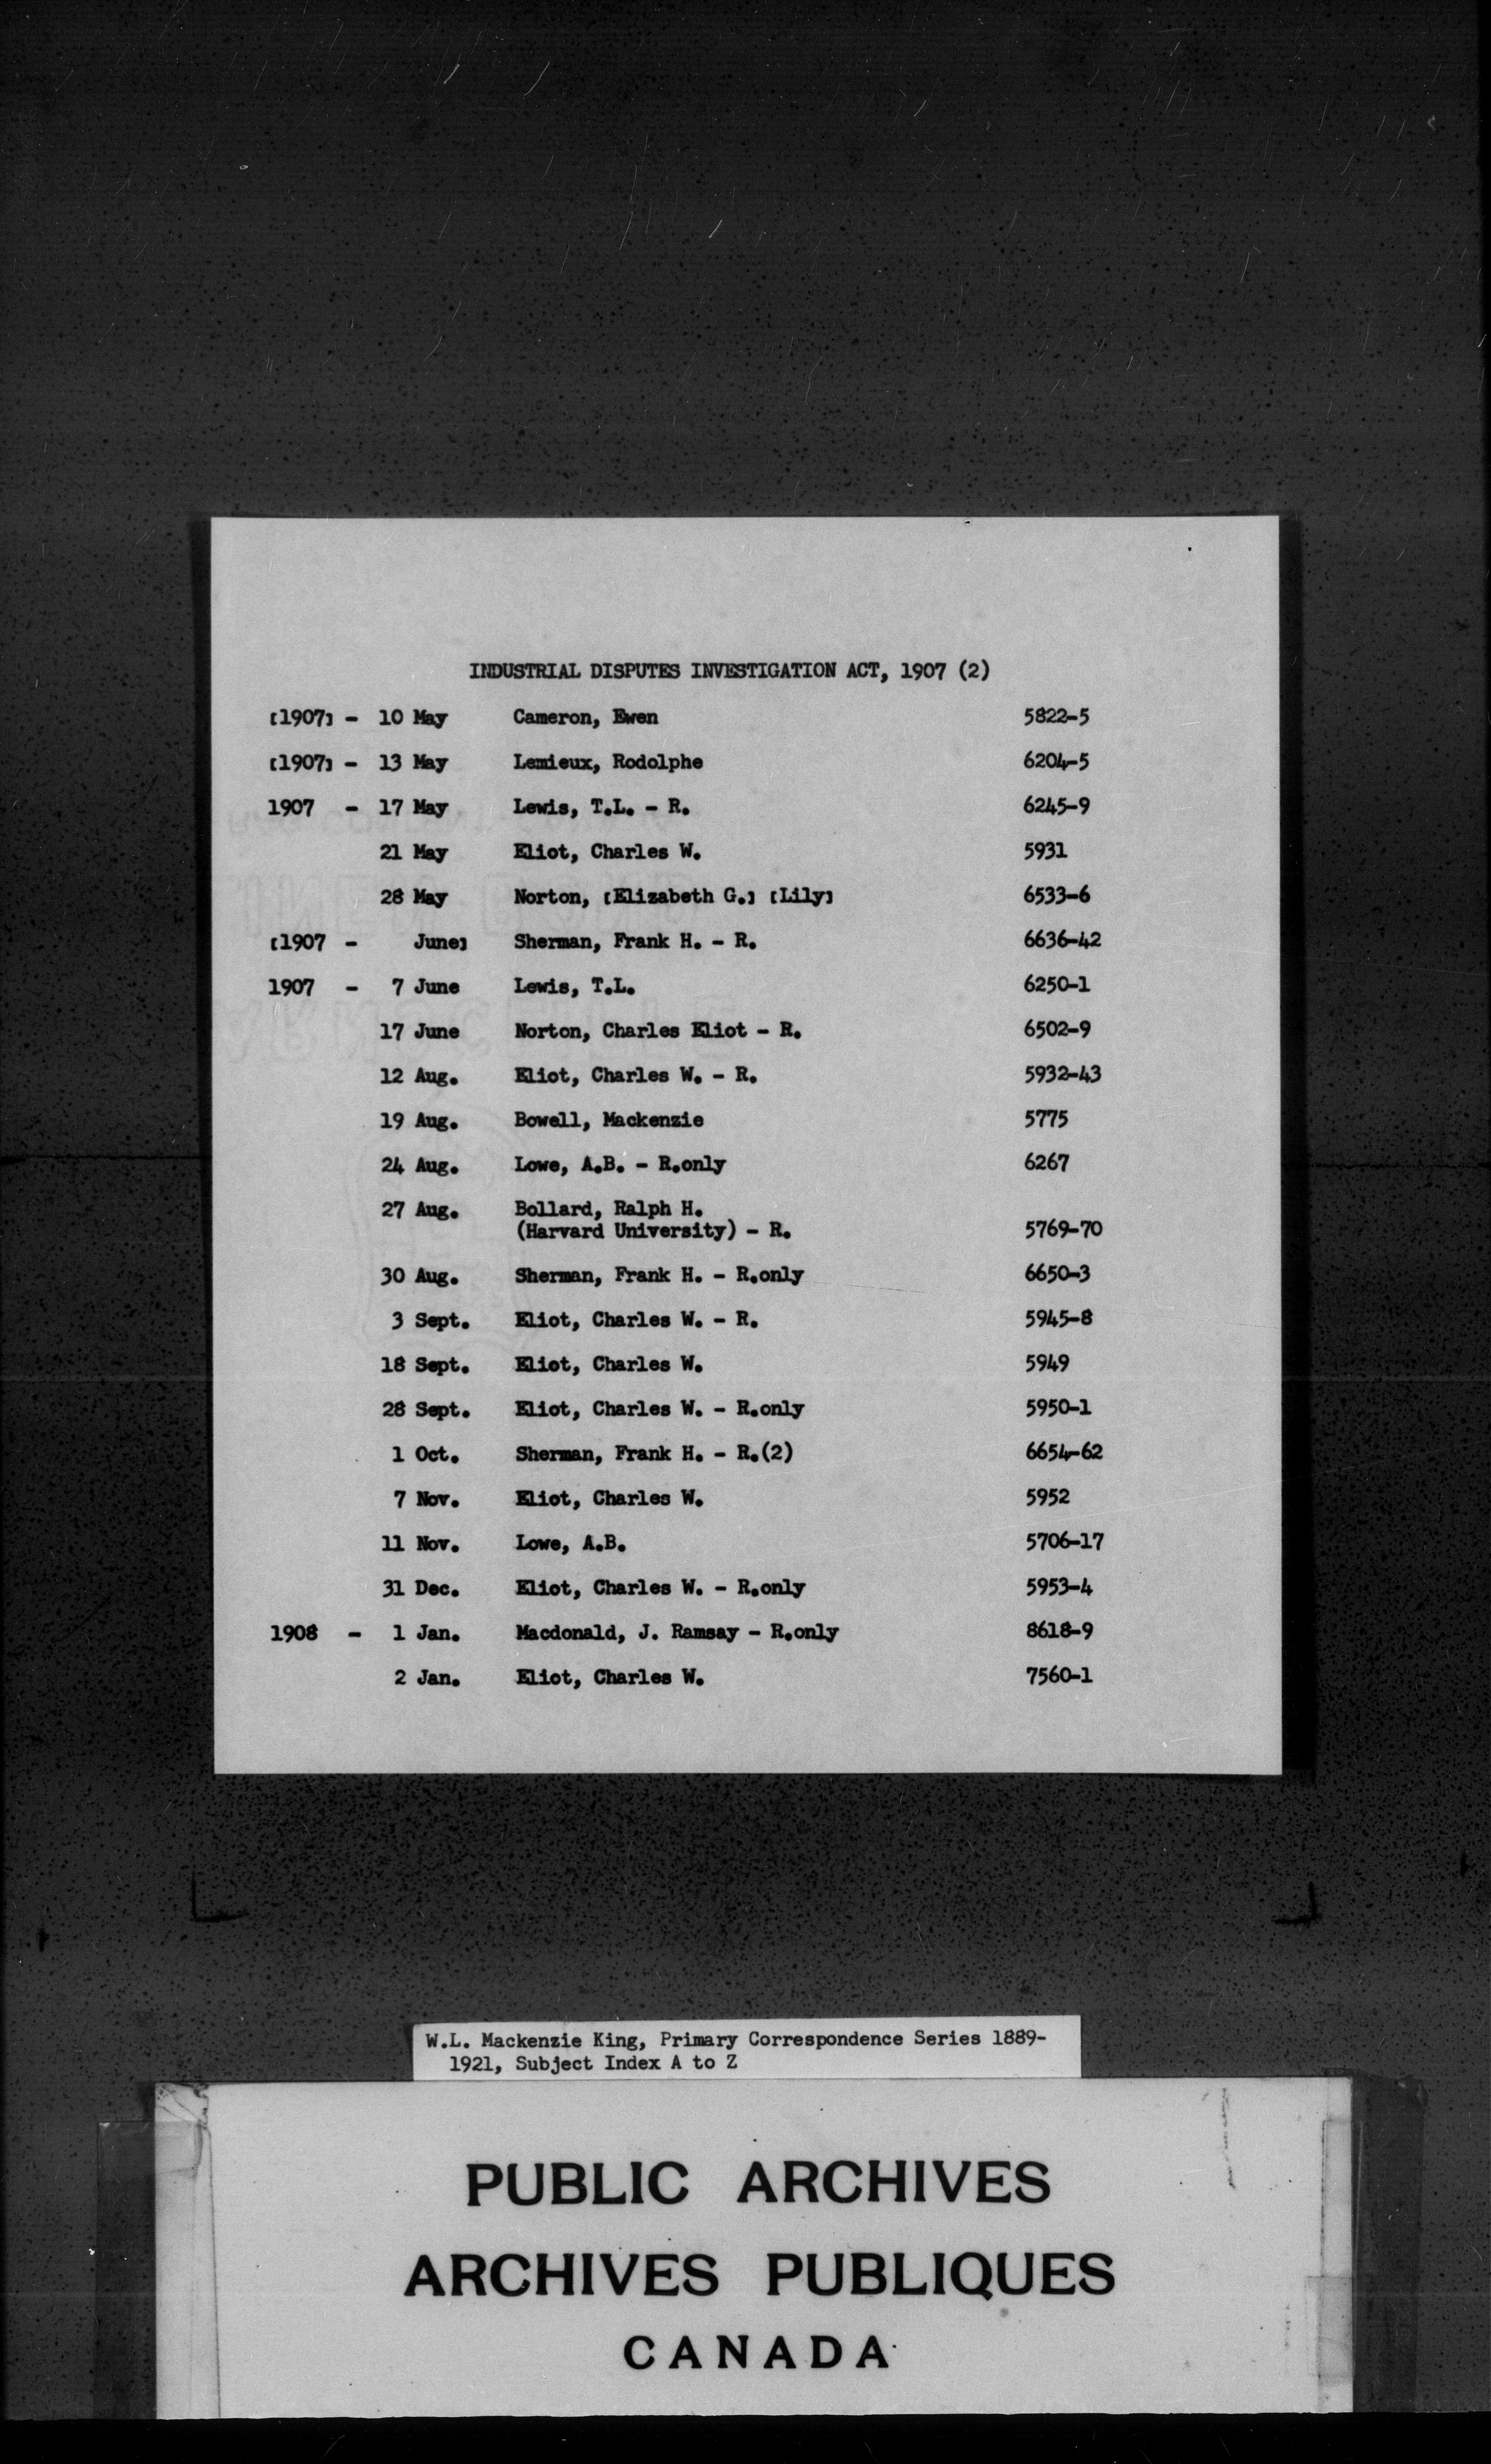 INDUSTRIAL DISPUTES INVESTIGATION ACT, 1907 (2)
[1907] - 10 May Cameron, Ewen 5822-5
[1907] - 13 May Lemieux, Rodolphe 6204-5
1907 - 17 May Lewis, T.L. - R. 6245-9
21 May Eliot, Charles W. 5931
28 May Norton, [Elizabeth G.] [Lily] 6533-6
[1907 - June] Sherman, Frank H. - R. 6636-42
1907 - 7 June Lewis, T.L. 6250-1
17 June Norton, Charles Eliot - R. 6502-9
12 Aug. Eliot, Charles W. - R. 5932-43
19 Aug. Bowell, Mackenzie 5775
24 Aug. Lowe, A.B. - R.only 6267
27 Aug. Bollard, Ralph H.
(Harvard University) - R. 5769-70
30 Aug. Sherman, Frank H. - R.only 6650-3
3 Sept. Eliot, Charles W. - R. 5945-8
18 Sept. Eliot, Charles W. 5949
28 Sept. Eliot, Charles W. - R.only 5950-1
1 Oct. Sherman, Frank H. - R.(2) 6654-62
7 Nov. Eliot, Charles W. 5952
11 Nov. Lowe, A.B. 5706-17
31 Dec. Eliot, Charles W. - R.only 5953-4
1908 - 1 Jan. Macdonald, J. Ramsay - R.only 8618-9
2 Jan. Eliot, Charles W. 7560-1
W.L. Mackenzie King, Primary Correspondence Series 1889-
1921, Subject Index A to Z
PUBLIC ARCHIVES
ARCHIVES PUBLIQUES
CANADA